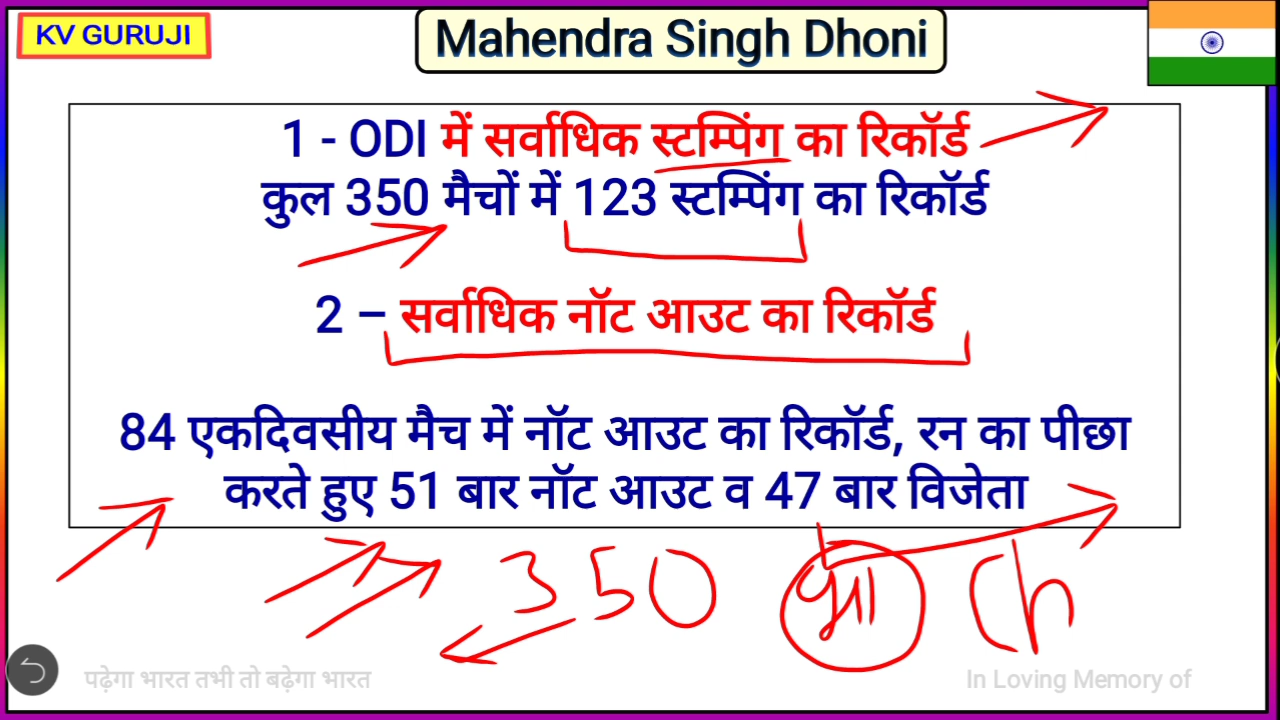 KV GURUJI
Mahendra Singh Dhoni
1 - ODI में सर्वाधिक स्टम्पिंग का रिकॉर्ड
कुल 350 मैचों में 123 स्टम्पिंग का रिकॉर्ड
2 – सर्वाधिक नॉट आउट का रिकॉर्ड
84 एकदिवसीय मैच में नॉट आउट का रिकॉर्ड, रन का पीछा
करते हुए 51 बार नॉट आउट व 47 बार विजेता
350
पढ़ेगा भारत तभी तो बढ़ेगा भारत
In Loving Memory of